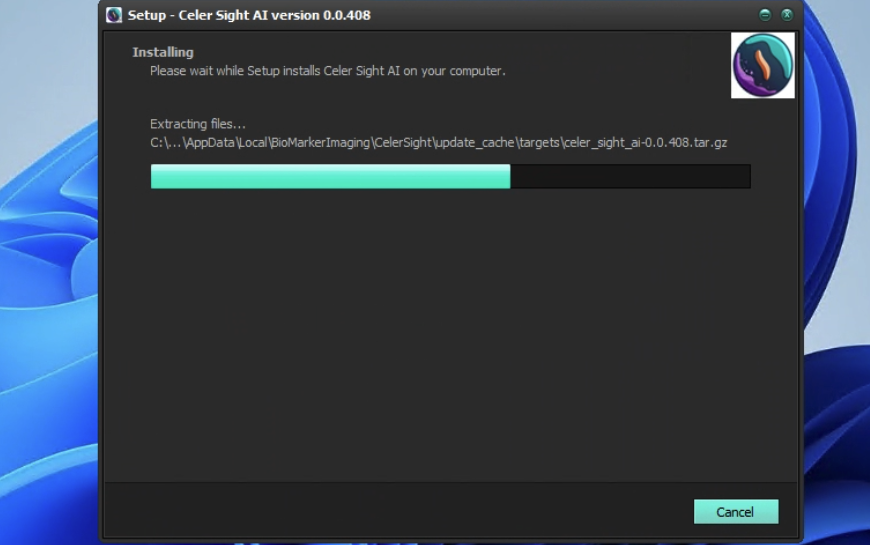 Setup - Celer Sight AI version 0.0.408
Installing
Please wait while Setup installs Celer Sight AI on your computer.
Extracting files...
C:\...\AppData\Local\BioMarkerImaging\CelerSight\update_cache\targets\celer_sight_ai-0.0.408.tar.gz
Cancel